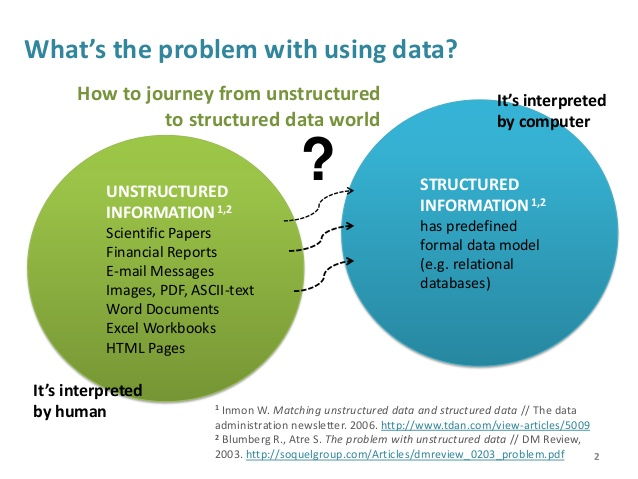 What's the problem with using data?
How to journey from unstructured
to structured data world
?
It's interpreted
by computer
UNSTRUCTURED
INFORMATION 1,2
Scientific Papers
Financial Reports
E-mail Messages
Images, PDF, ASCII-text
Word Documents
Excel Workbooks
HTML Pages
STRUCTURED
INFORMATION 1,2
has predefined
formal data model
(e.g. relational
databases)
It's interpreted
by human
1 Inmon W. Matching unstructured data and structured data // The data
administration newsletter. 2006. http://www.tdan.com/view-articles/5009
2 Blumberg R., Atre S. The problem with unstructured data // DM Review,
2003. http://soquelgroup.com/Articles/dmreview_0203_problem.pdf
2